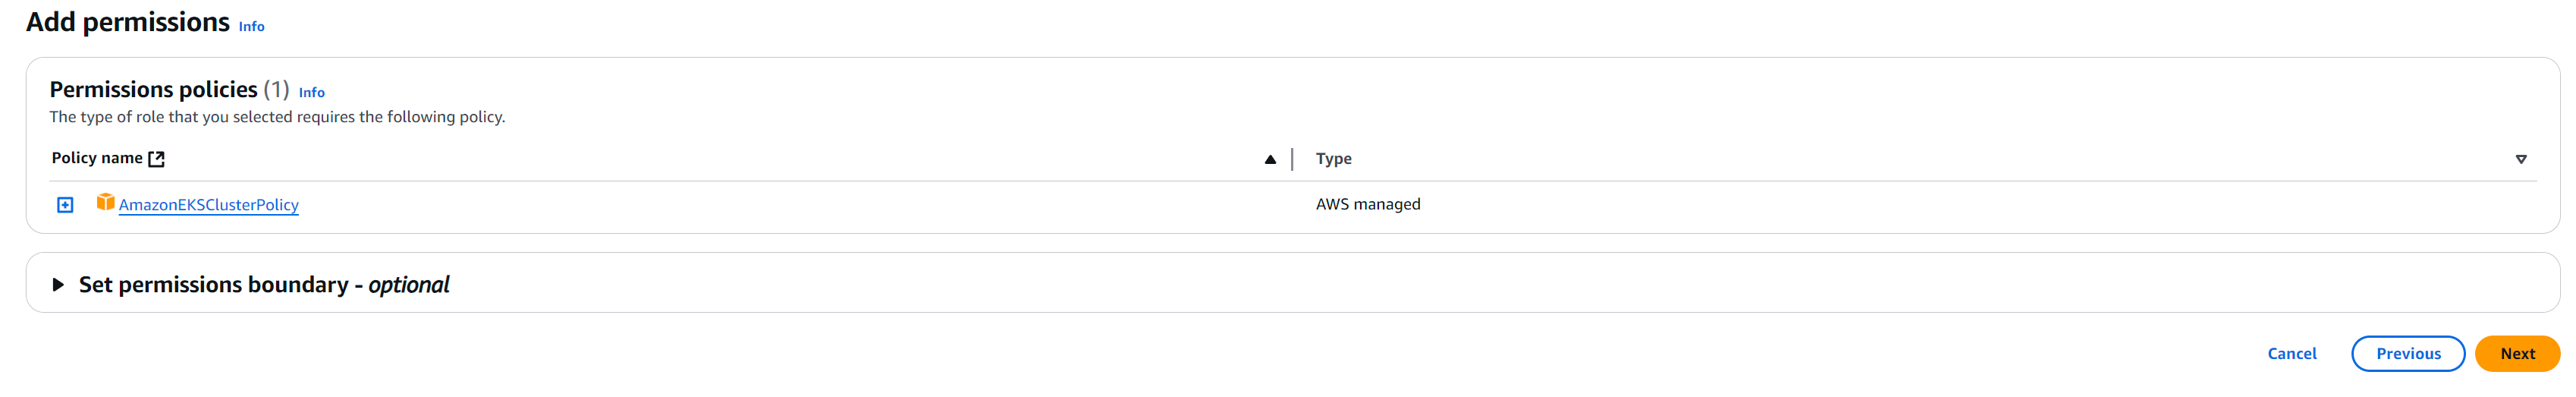 Add permissions Info
Permissions policies (1) Info
The type of role that you selected requires the following policy.
Policy name Type
AmazonEKSClusterPolicy AWS managed
Set permissions boundary - optional
Cancel Previous Next